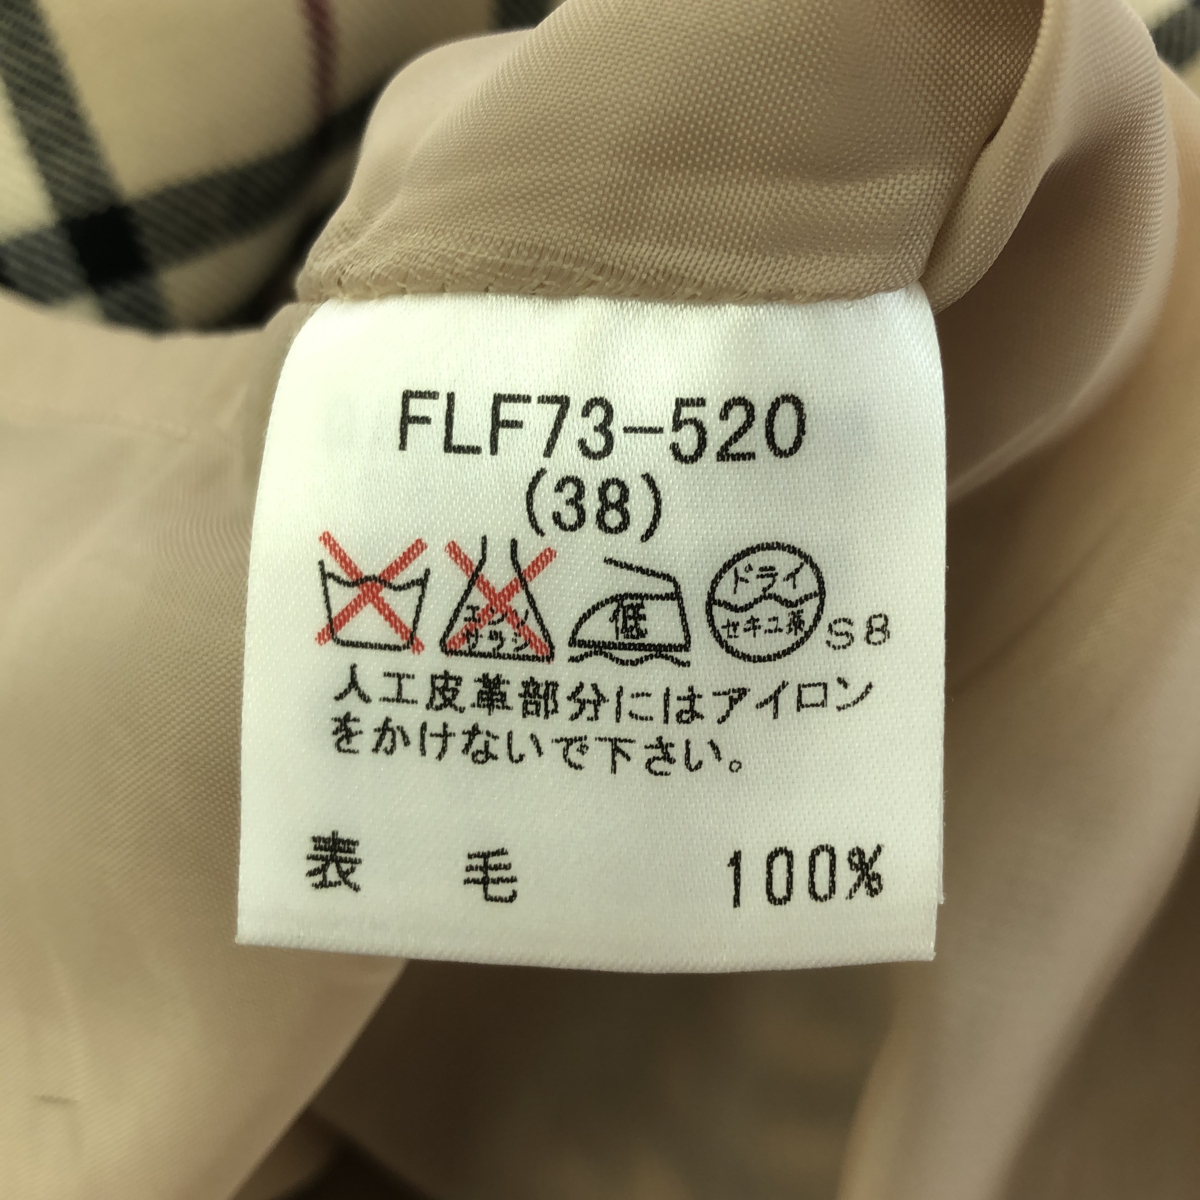 FLF73-520
(38)
エンソ
サラシ
低
ドライ
セキユ系
S8
人工皮革部分にはアイロン
をかけないで下さい。
表 毛 100%